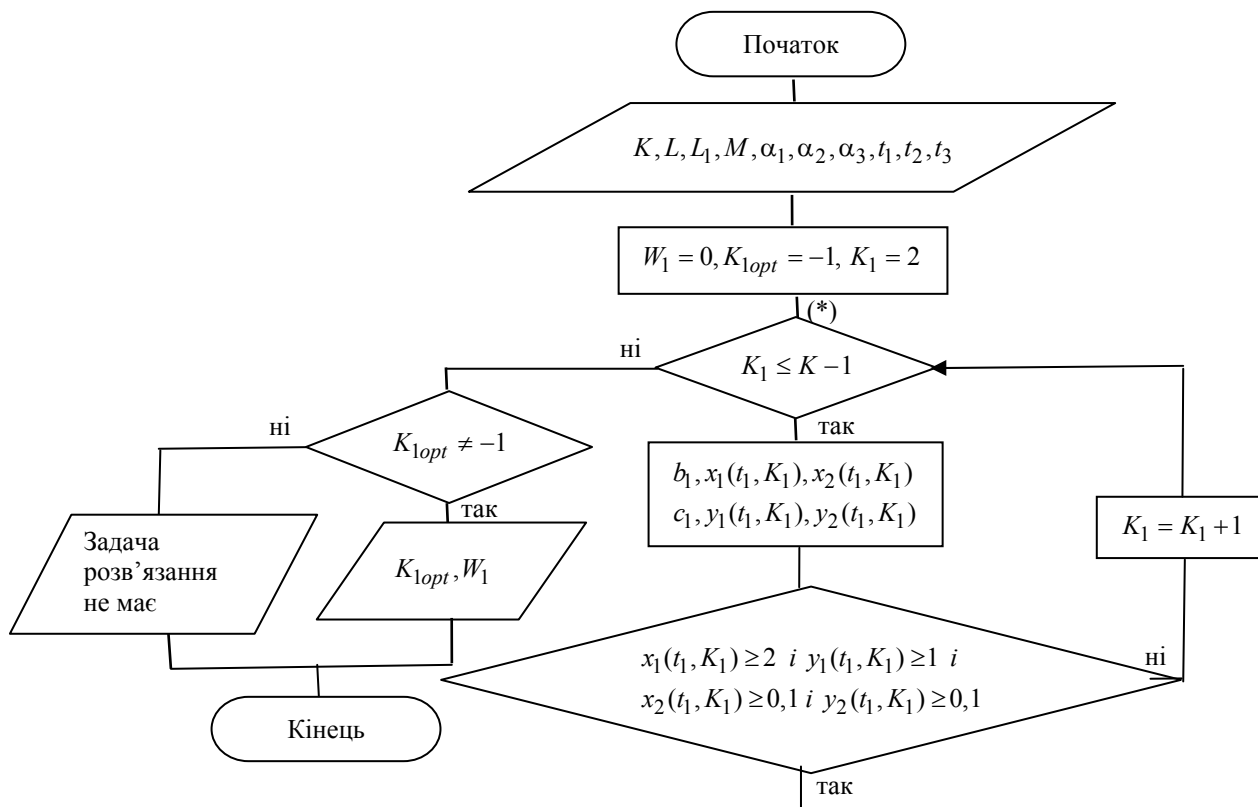 Початок
K, L, L₁, M, α₁, α₂, α₃, t₁, t₂, t₃
W₁ = 0, K₁ₒₚₜ = −1, K₁ = 2
(*)
K₁ ≤ K − 1
ні
так
K₁ₒₚₜ ≠ −1
ні
так
Задача
розв’язання
не має
K₁ₒₚₜ, W₁
Кінець
b₁, x₁(t₁, K₁), x₂(t₁, K₁)
c₁, y₁(t₁, K₁), y₂(t₁, K₁)
K₁ = K₁ + 1
x₁(t₁, K₁) ≥ 2 і y₁(t₁, K₁) ≥ 1 і
x₂(t₁, K₁) ≥ 0,1 і y₂(t₁, K₁) ≥ 0,1
ні
так